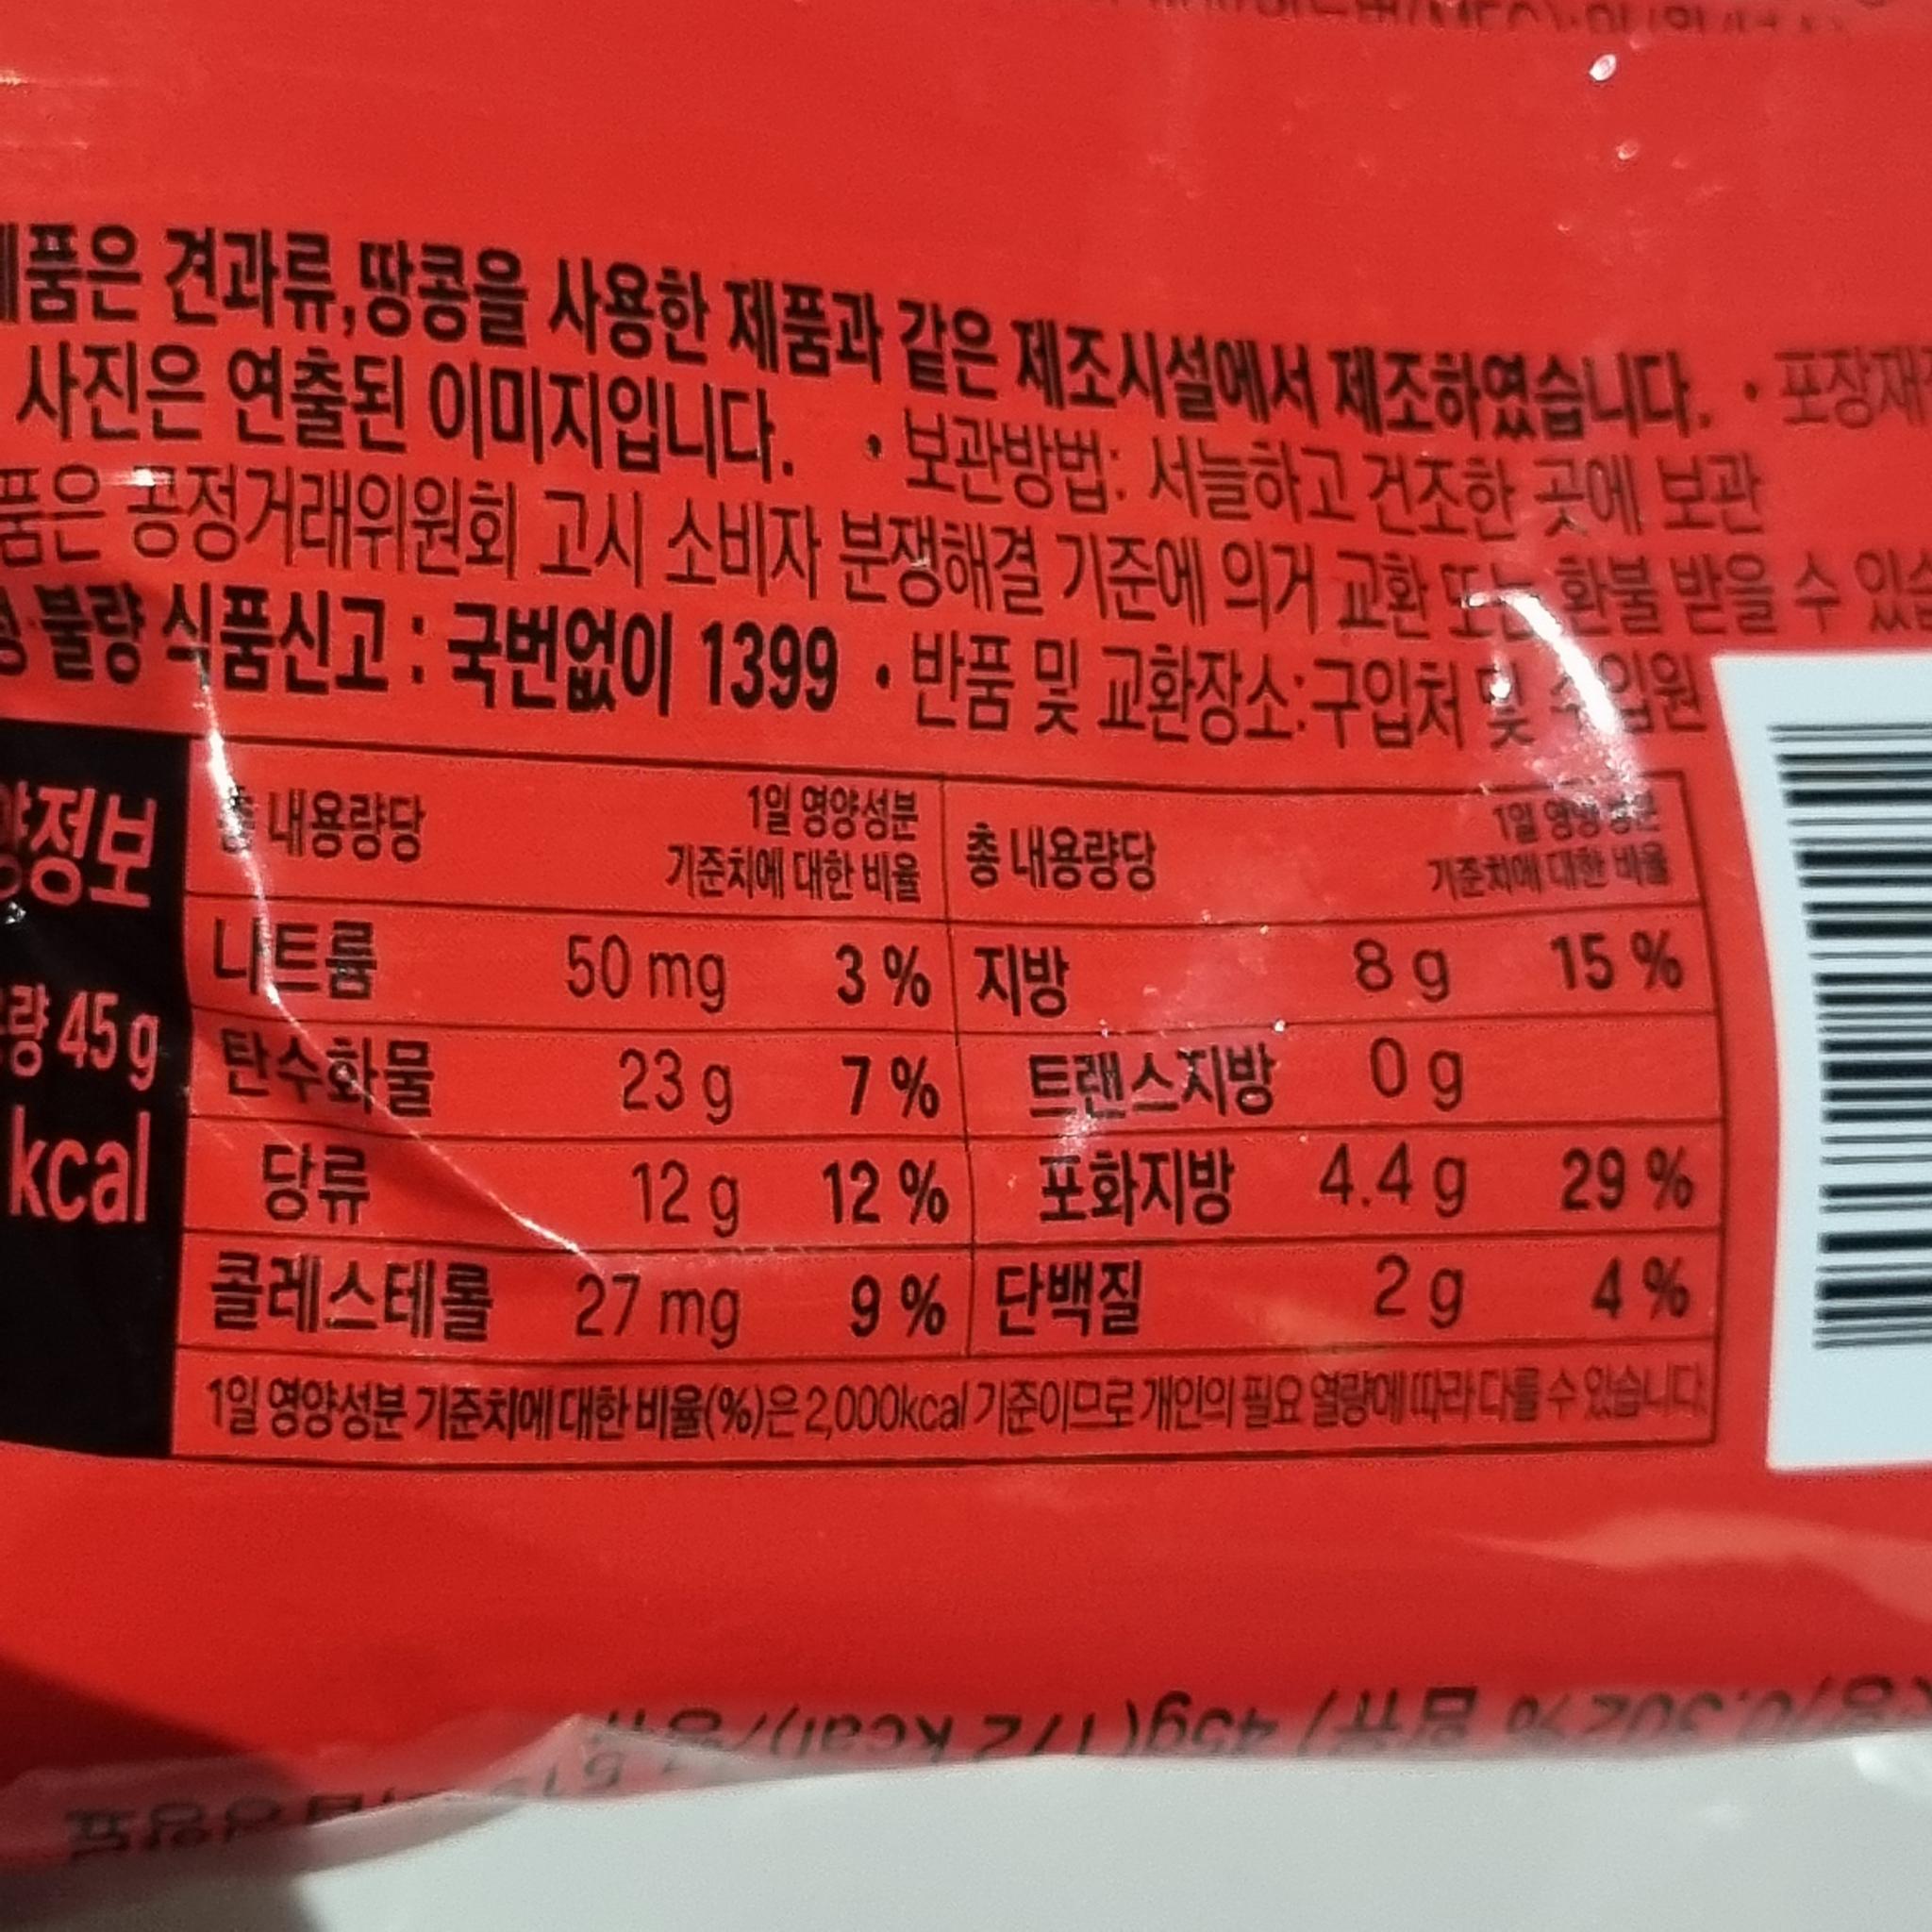 품은 견과류,땅콩을 사용한 제품과 같은 제조시설에서 제조하였습니다. • 포장재
사진은 연출된 이미지입니다. • 보관방법: 서늘하고 건조한 곳에 보관
품은 공정거래위원회 고시 소비자 분쟁해결 기준에 의거 교환 또는 환불 받을 수
불량 식품신고 : 국번없이 1399 • 반품 및 교환장소:구입처 및
정보
45 g
kcal
총 내용량당 1일 영양성분 기준치에 대한 비율 총 내용량당 1일 영양성분 기준치에 대한 비율
나트륨 50 mg 3 % 지방 8 g 15 %
탄수화물 23 g 7 % 트랜스지방 0 g
당류 12 g 12 % 포화지방 4.4 g 29 %
콜레스테롤 27 mg 9 % 단백질 2 g 4 %
1일 영양성분 기준치에 대한 비율(%)은 2,000kcal 기준이므로 개인의 필요 열량에 따라 다를 수 있습니다.
0.302% 함유) 45g(172 kcal)